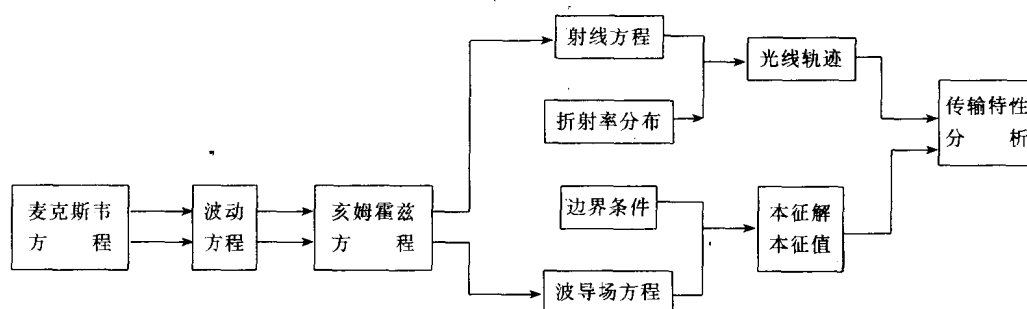 射线方程
光线轨迹
折射率分布
传输特性
分 析
麦克斯韦
方 程
波动
方程
亥姆霍兹
方 程
边界条件
本征解
本征值
波导场方程